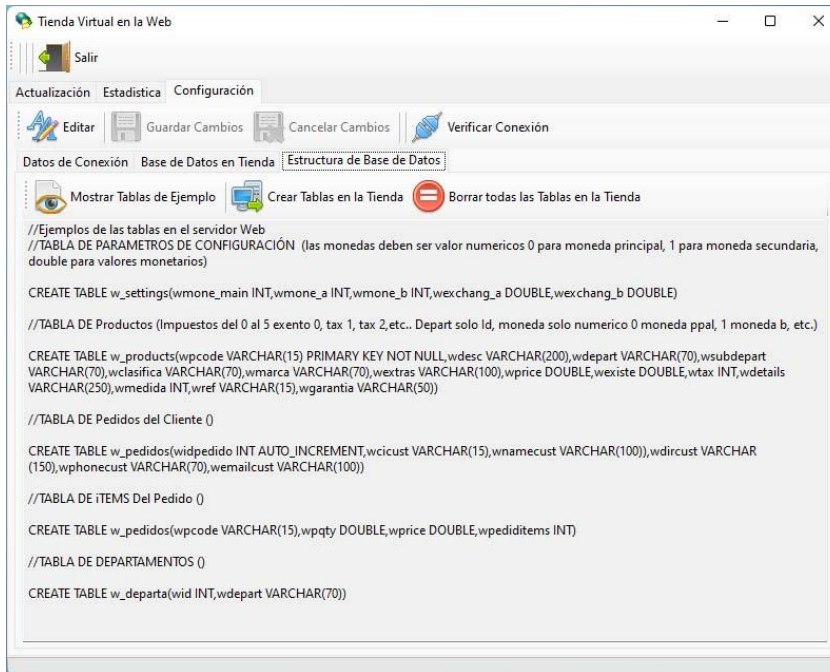 Tienda Virtual en la Web
Salir
Actualización Estadistica Configuración
Editar Guardar Cambios Cancelar Cambios Verificar Conexión
Datos de Conexión Base de Datos en Tienda Estructura de Base de Datos
Mostrar Tablas de Ejemplo Crear Tablas en la Tienda Borrar todas las Tablas en la Tienda
//Ejemplos de las tablas en el servidor Web
//TABLA DE PARAMETROS DE CONFIGURACIÓN (las monedas deben ser valor numericos 0 para moneda principal, 1 para moneda secundaria,
double para valores monetarios)
CREATE TABLE w_settings(wmone_main INT,wmone_a INT,wmone_b INT,wexchang_a DOUBLE,wexchang_b DOUBLE)
//TABLA DE Productos (Impuestos del 0 al 5 exento 0, tax 1, tax 2,etc.. Depart solo Id, moneda solo numerico 0 moneda ppal, 1 moneda b, etc.)
CREATE TABLE w_products(wpcode VARCHAR(15) PRIMARY KEY NOT NULL,wdesc VARCHAR(200),wdepart VARCHAR(70),wsubdepart
VARCHAR(70),wclasifica VARCHAR(70),wmarca VARCHAR(70),wextras VARCHAR(100),wprice DOUBLE,wexiste DOUBLE,wtax INT,wdetails
VARCHAR(250),wmedida INT,wref VARCHAR(15),wgarantia VARCHAR(50))
//TABLA DE Pedidos del Cliente ()
CREATE TABLE w_pedidos(widpedido INT AUTO_INCREMENT,wcicust VARCHAR(15),wnamecust VARCHAR(100)),wdircust VARCHAR
(150),wphonecust VARCHAR(70),wemailcust VARCHAR(100))
//TABLA DE iTEMS Del Pedido ()
CREATE TABLE w_pedidos(wpcode VARCHAR(15),wpqty DOUBLE,wprice DOUBLE,wpediditems INT)
//TABLA DE DEPARTAMENTOS ()
CREATE TABLE w_departa(wid INT,wdepart VARCHAR(70))